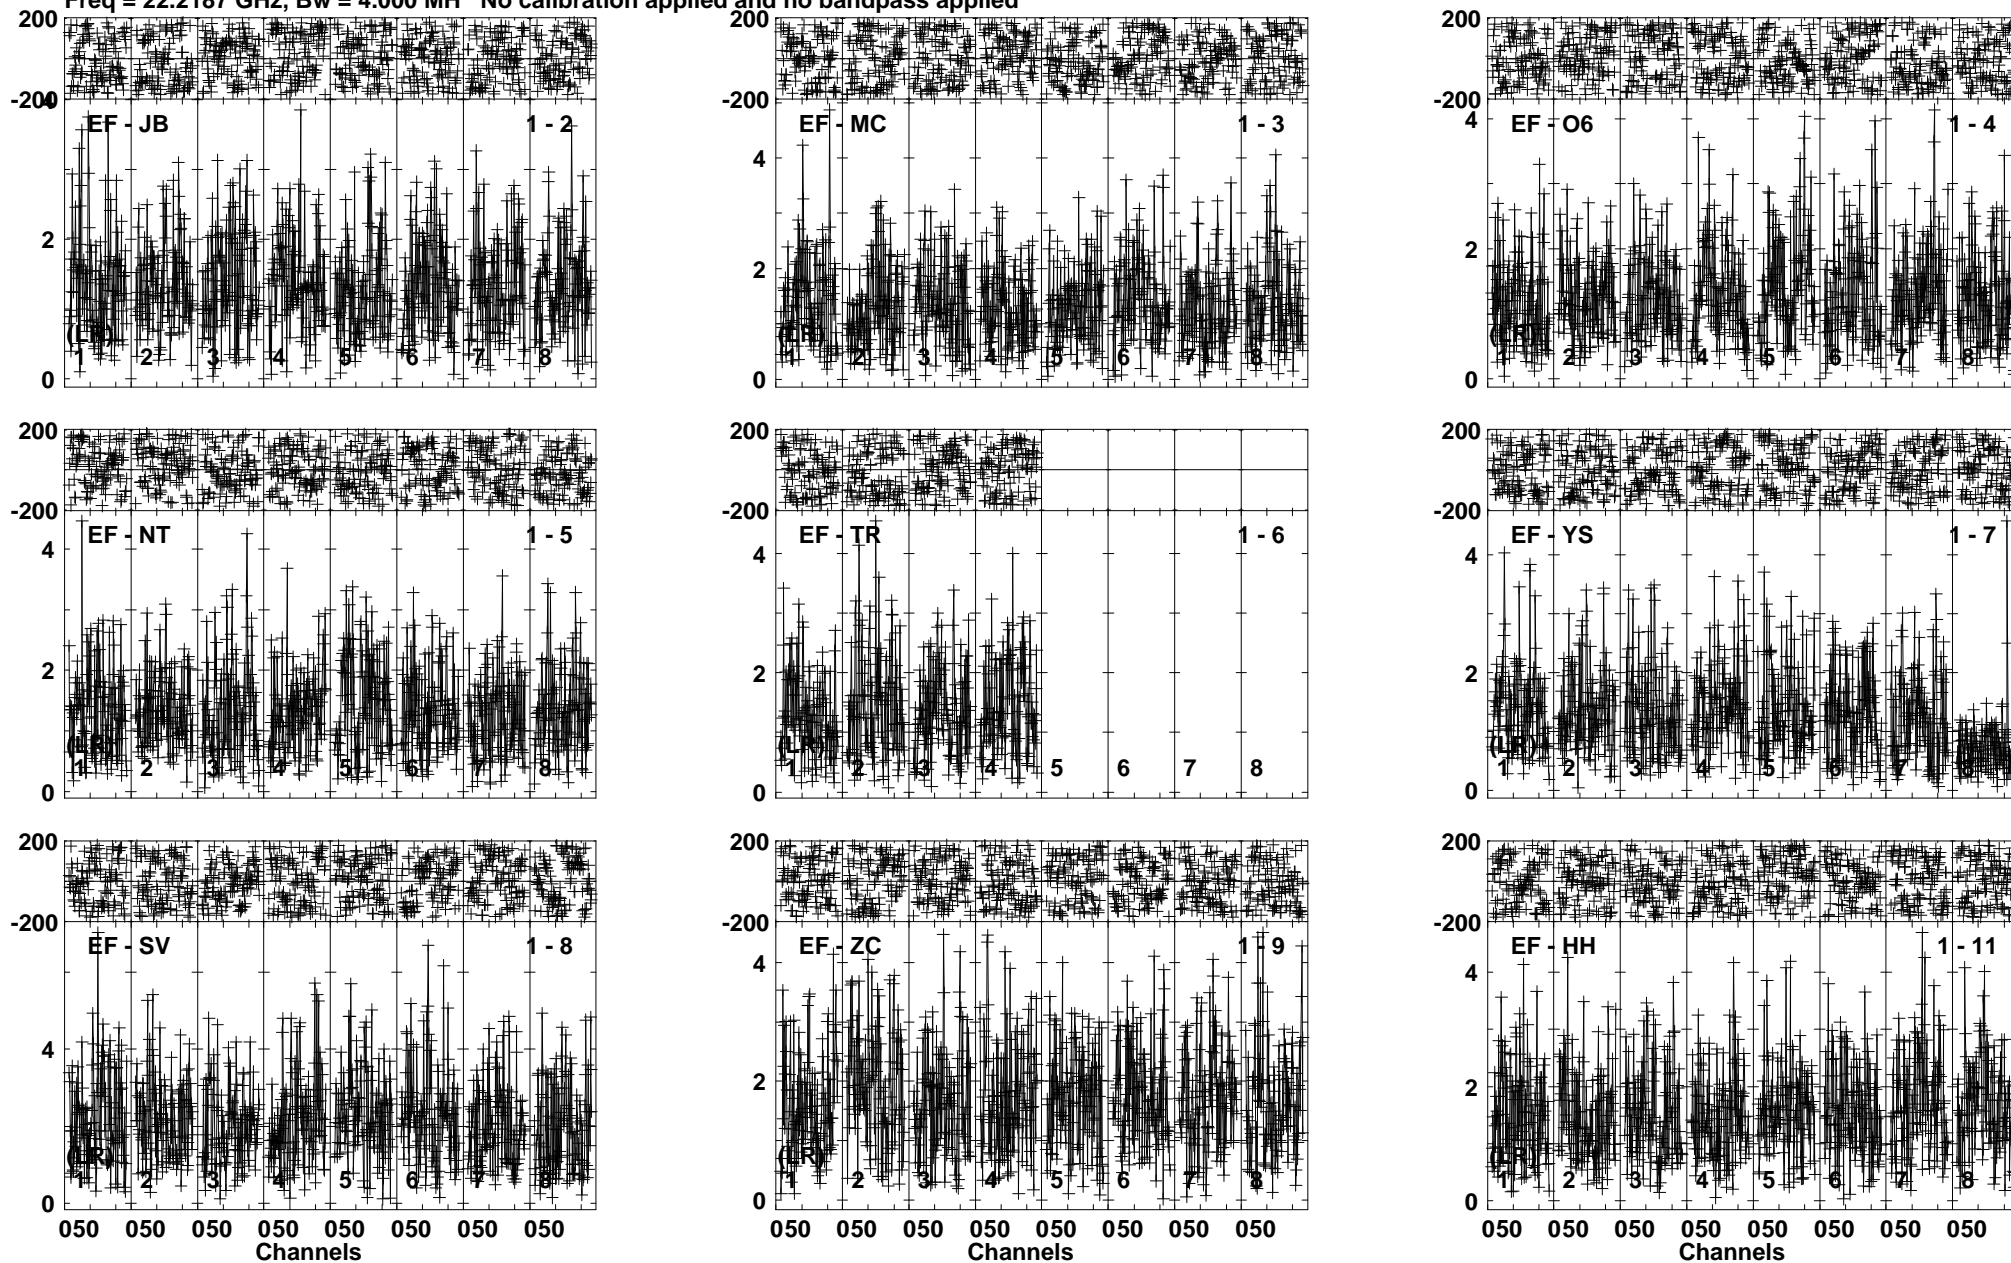 Freq = 22.2187 GHz, Bw = 4.000 MH No calibration applied and no bandpass applied
200 200 200
-200 -200 -200
4 EF - JB 1 - 2 EF - MC 1 - 3 4 EF - O6 1 - 4
4
2 2 2
(LR) (LR) (LR)
1 2 3 4 5 6 7 8 1 2 3 4 5 6 7 8 1 2 3 4 5 6 7 8
0 0 0
200 200 200
-200 -200 -200
EF - NT 1 - 5 EF - TR 1 - 6 EF - YS 1 - 7
4 4 4
2 2 2
(LR) (LR) (LR)
1 2 3 4 5 6 7 8 1 2 3 4 5 6 7 8 1 2 3 4 5 6 7 8
0 0 0
200 200 200
-200 -200 -200
EF - SV 1 - 8 EF - ZC 1 - 9 EF - HH 1 - 11
4 4
4
2 2
(LR) (LR) (LR)
1 2 3 4 5 6 7 8 1 2 3 4 5 6 7 8 1 2 3 4 5 6 7 8
0 0 0
050 050 050 050 050 050 050 050 050 050 050 050 050 050 050 050 050 050 050 050 050 050 050 050
Channels Channels Channels